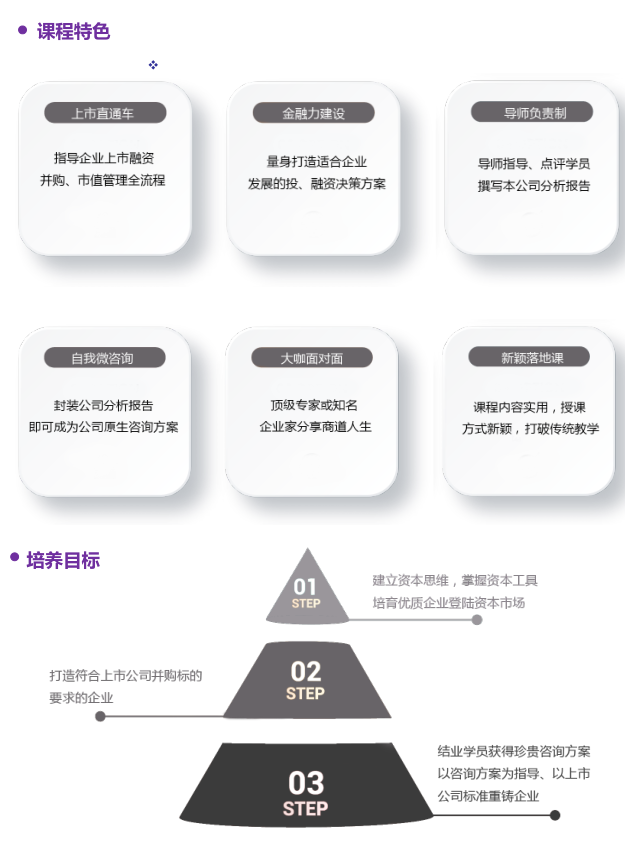 课程特色
上市直通车
指导企业上市融资
并购、市值管理全流程
金融力建设
量身打造适合企业
发展的投、融资决策方案
导师负责制
导师指导、点评学员
撰写本公司分析报告
自我微咨询
封装公司分析报告
即可成为公司原生咨询方案
大咖面对面
顶级专家或知名
企业家分享商道人生
新颖落地课
课程内容实用，授课
方式新颖，打破传统教学
培养目标
01
STEP
建立资本思维，掌握资本工具
培育优质企业登陆资本市场
02
STEP
打造符合上市公司并购标的
要求的企业
03
STEP
结业学员获得珍贵咨询方案
以咨询方案为指导、以上市
公司标准重铸企业